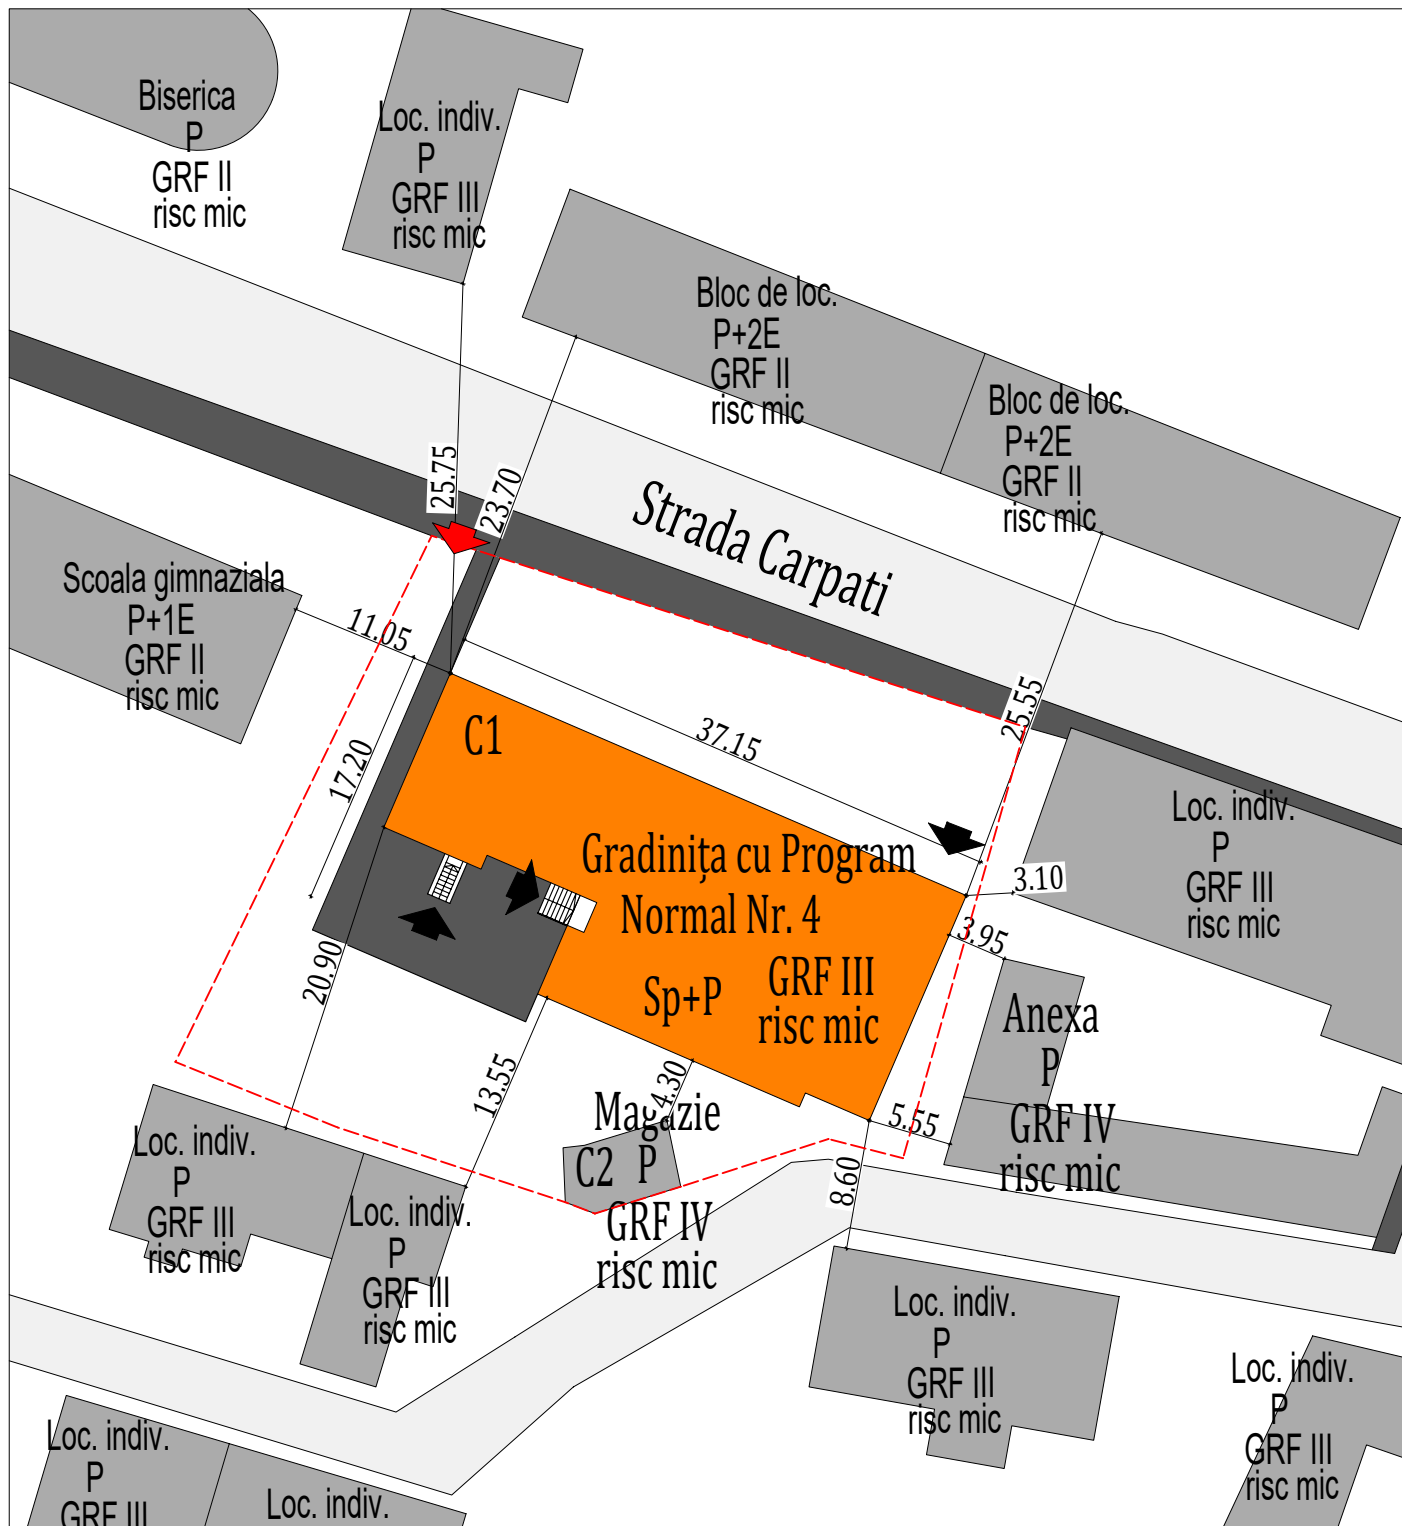 Biserica
P
GRF II
risc mic
Loc. indiv.
P
GRF III
risc mic
Bloc de loc.
P+2E
GRF II
risc mic
Bloc de loc.
P+2E
GRF II
risc mic
25.75
23.70
Strada Carpati
Scoala gimnaziala
P+1E
GRF II
risc mic
11.05
17.20
37.15
25.55
C1
Gradinița cu Program
Normal Nr. 4
Sp+P
GRF III
risc mic
Loc. indiv.
P
GRF III
risc mic
3.10
3.95
Anexa
P
GRF IV
risc mic
20.90
13.55
4.30
5.55
8.60
Magazie
C2 P
GRF IV
risc mic
Loc. indiv.
P
GRF III
risc mic
Loc. indiv.
P
GRF III
risc mic
Loc. indiv.
P
GRF III
risc mic
Loc. indiv.
P
GRF III
risc mic
Loc. indiv.
P
GRF III
Loc. indiv.